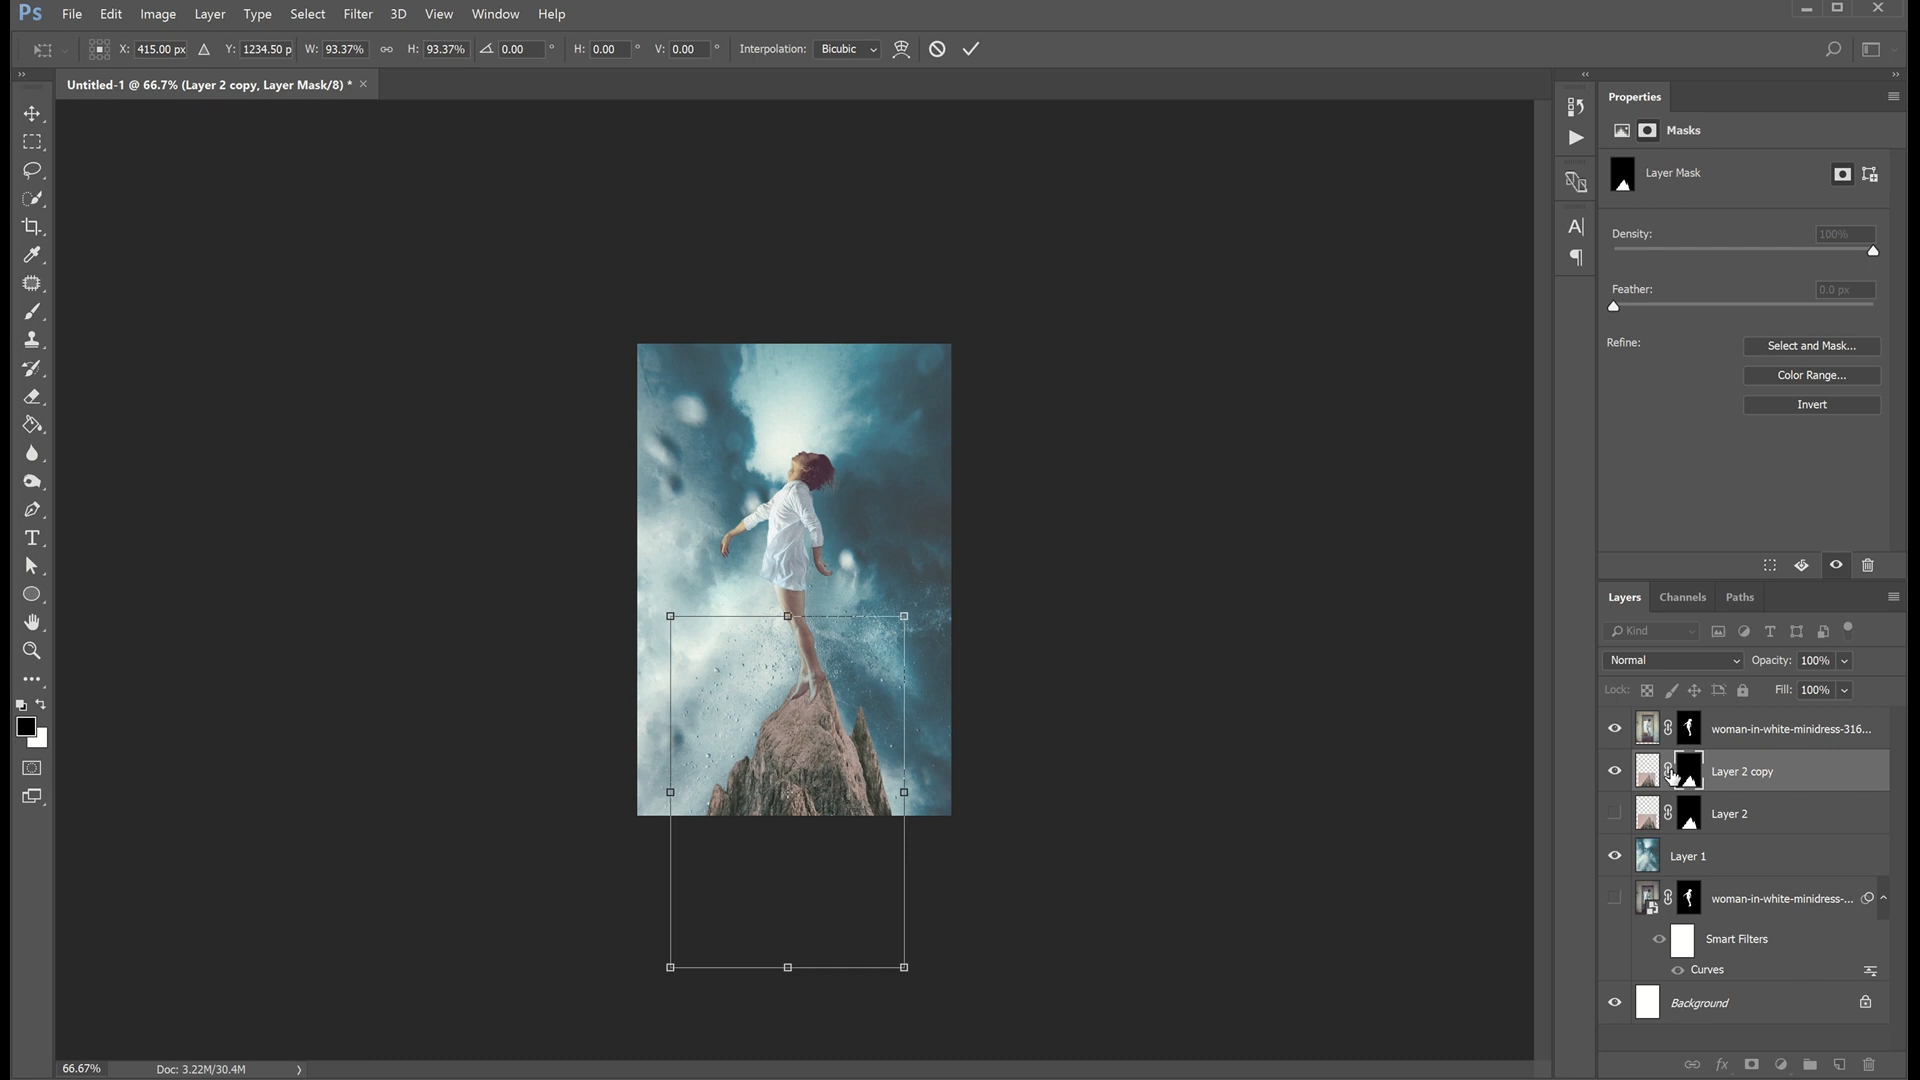 Ps File Edit Image Layer Type Select Filter 3D View Window Help
X: 415.00 px Y: 1234.50 p W: 93.37% H: 93.37% 0.00 ° H: 0.00 ° V: 0.00 ° Interpolation: Bicubic
Untitled-1 @ 66.7% (Layer 2 copy, Layer Mask/8) * ×
Properties
Masks
Layer Mask
Density: 100%
Feather: 0.0 px
Refine: Select and Mask...
Color Range...
Invert
Layers Channels Paths
Kind
Normal Opacity: 100%
Lock: Fill: 100%
woman-in-white-minidress-316...
Layer 2 copy
Layer 2
Layer 1
woman-in-white-minidress-...
Smart Filters
Curves
Background
66.67% Doc: 3.22M/30.4M